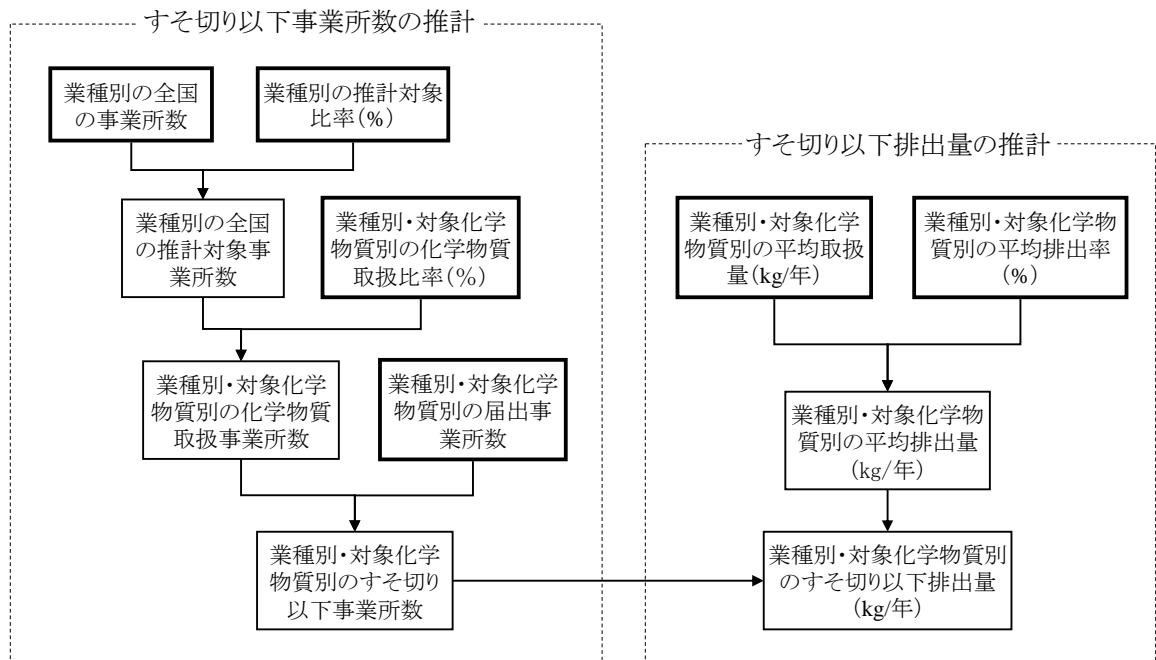 すそ切り以下事業所数の推計
業種別の全国
の事業所数
業種別の推計対象
比率(%)
業種別の全国
の推計対象事
業所数
業種別・対象化学
物質別の化学物質
取扱比率(%)
業種別・対象化学
物質別の化学物質
取扱事業所数
業種別・対象化学
物質別の届出事
業所数
業種別・対象化学
物質別のすそ切り
以下事業所数
すそ切り以下排出量の推計
業種別・対象化学
物質別の平均取扱
量(kg/年)
業種別・対象化学物
質別の平均排出率
(%)
業種別・対象化学物
質別の平均排出量
(kg/年)
業種別・対象化学物質別
のすそ切り以下排出量
(kg/年)